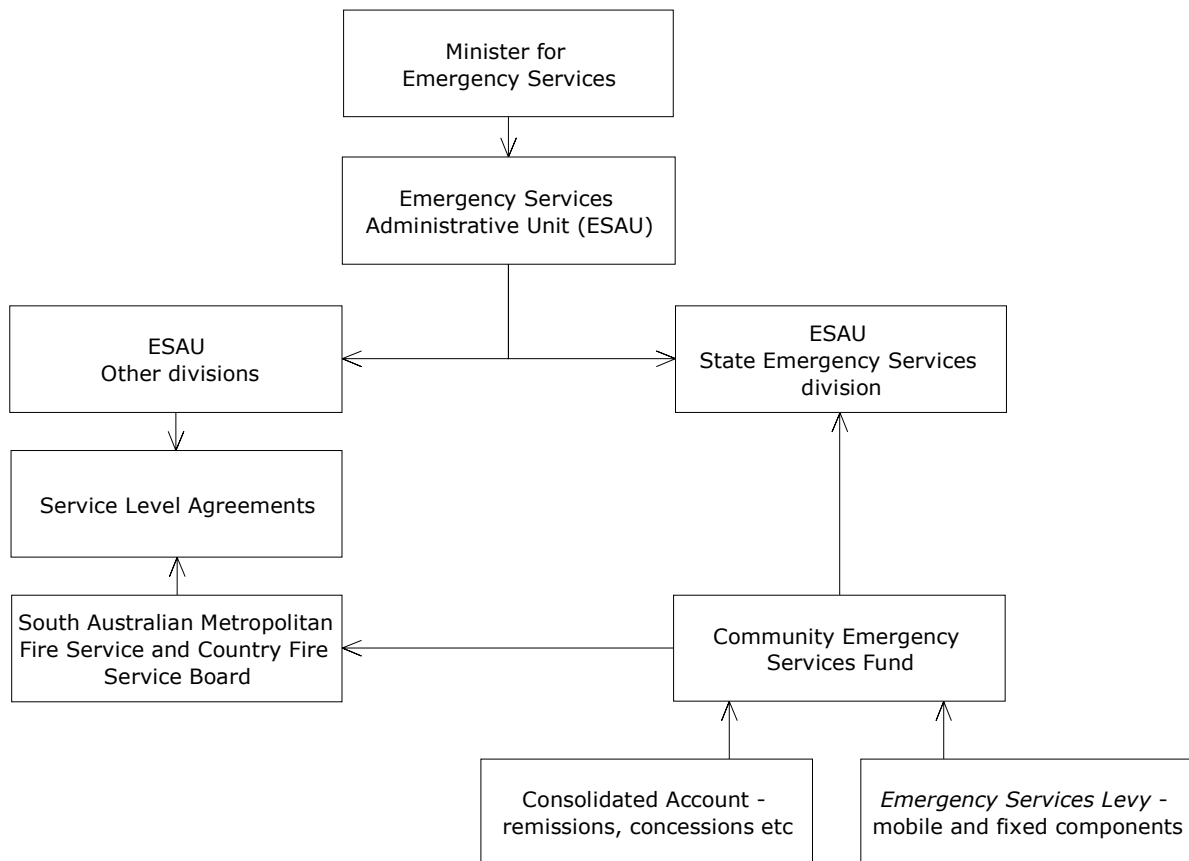 Minister for
Emergency Services
Emergency Services
Administrative Unit (ESAU)
ESAU
Other divisions
ESAU
State Emergency Services
division
Service Level Agreements
South Australian Metropolitan
Fire Service and Country Fire
Service Board
Community Emergency
Services Fund
Consolidated Account -
remissions, concessions etc
Emergency Services Levy -
mobile and fixed components